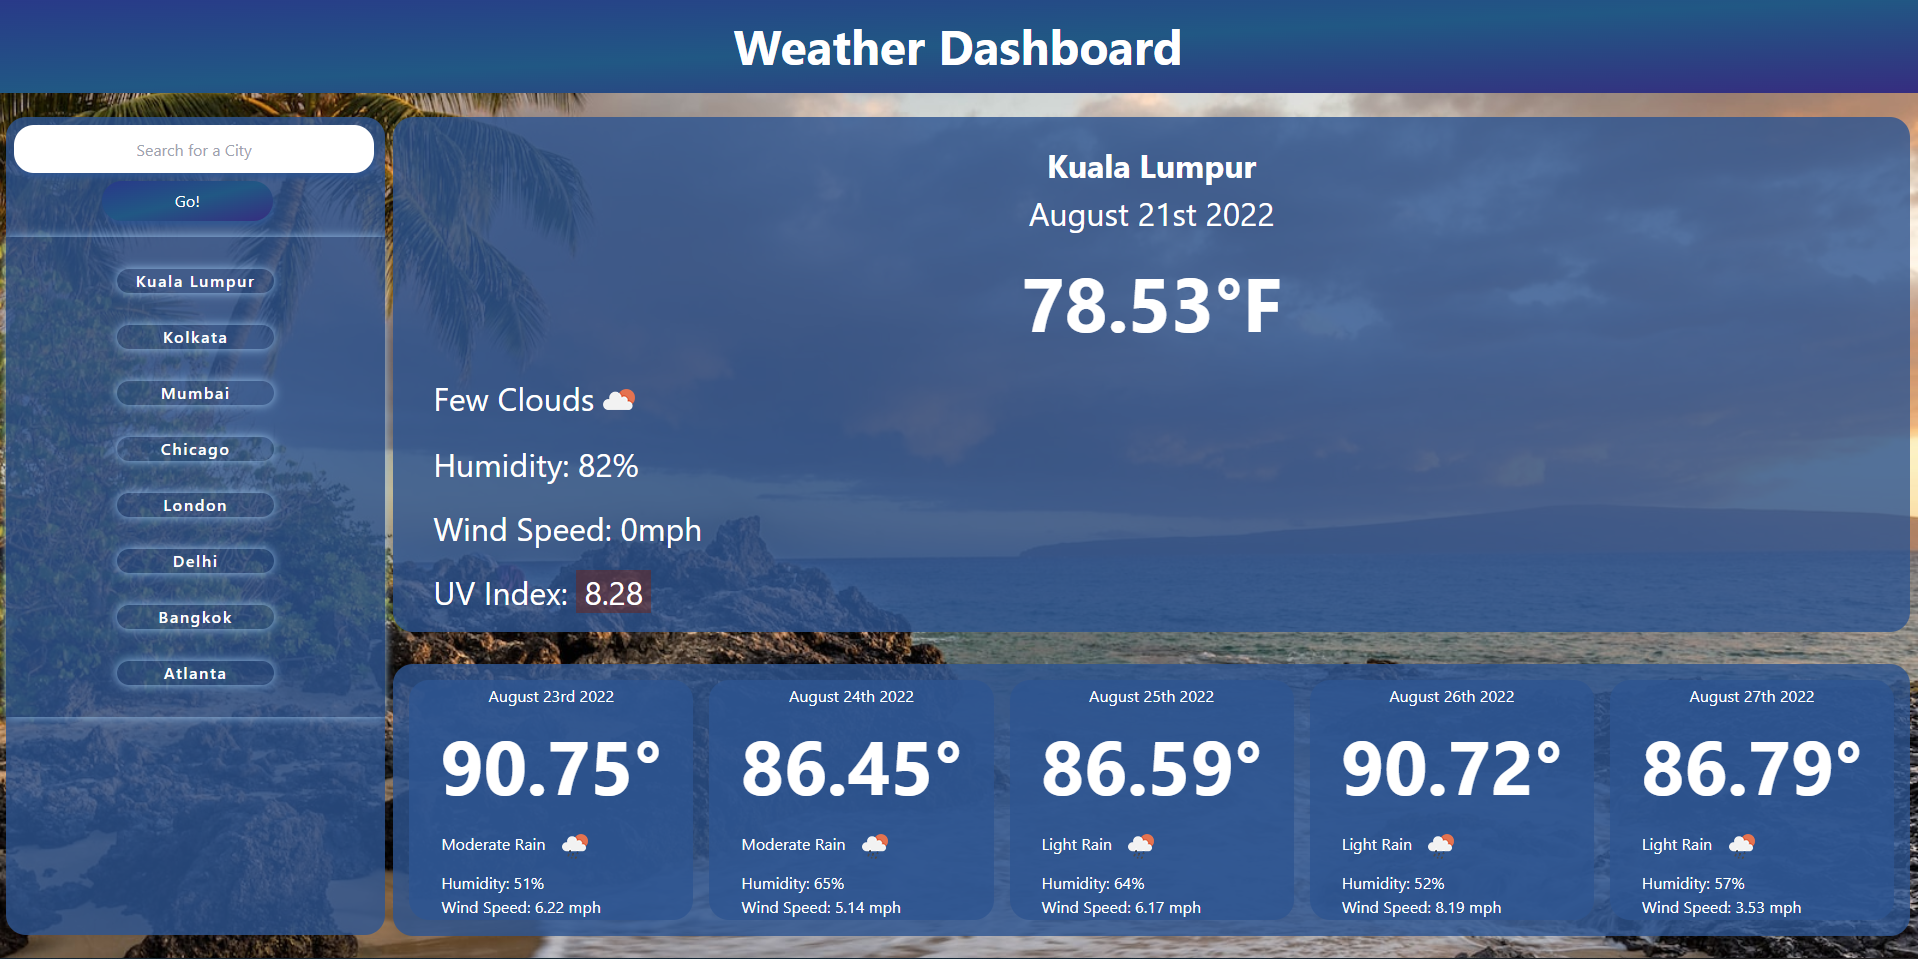 Weather Dashboard
Search for a City
Go!
Kuala Lumpur
Kolkata
Mumbai
Chicago
London
Delhi
Bangkok
Atlanta
Kuala Lumpur
August 21st 2022
78.53°F
Few Clouds
Humidity: 82%
Wind Speed: 0mph
UV Index: 8.28
August 23rd 2022
90.75°
Moderate Rain
Humidity: 51%
Wind Speed: 6.22 mph
August 24th 2022
86.45°
Moderate Rain
Humidity: 65%
Wind Speed: 5.14 mph
August 25th 2022
86.59°
Light Rain
Humidity: 64%
Wind Speed: 6.17 mph
August 26th 2022
90.72°
Light Rain
Humidity: 52%
Wind Speed: 8.19 mph
August 27th 2022
86.79°
Light Rain
Humidity: 57%
Wind Speed: 3.53 mph